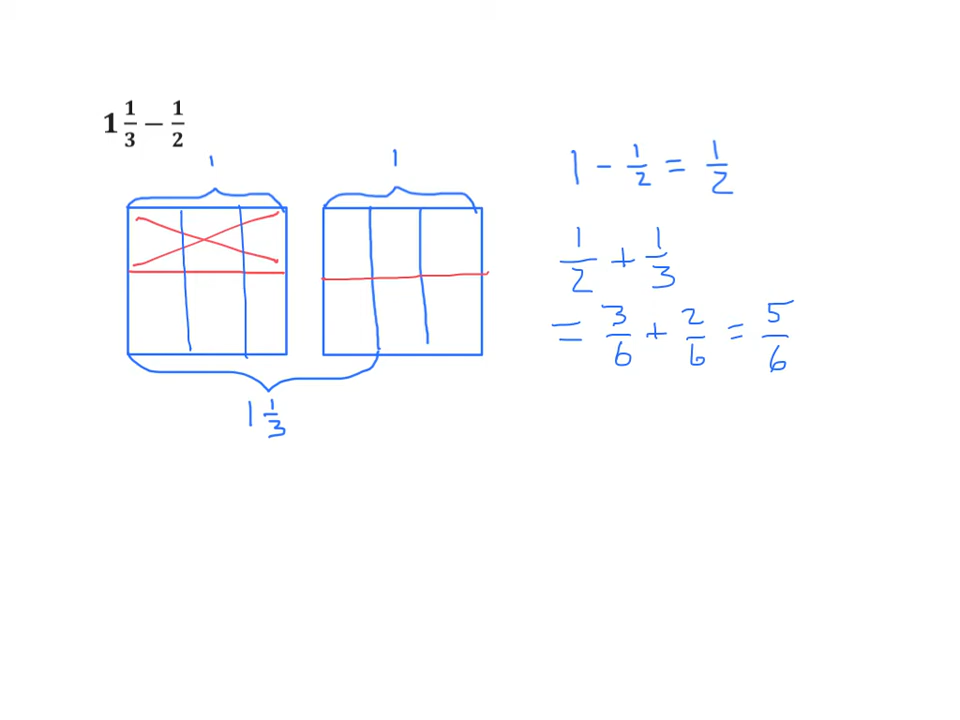 1 1/3 − 1/2
1 1
1 1/3
1 − 1/2 = 1/2
1/2 + 1/3
= 3/6 + 2/6 = 5/6